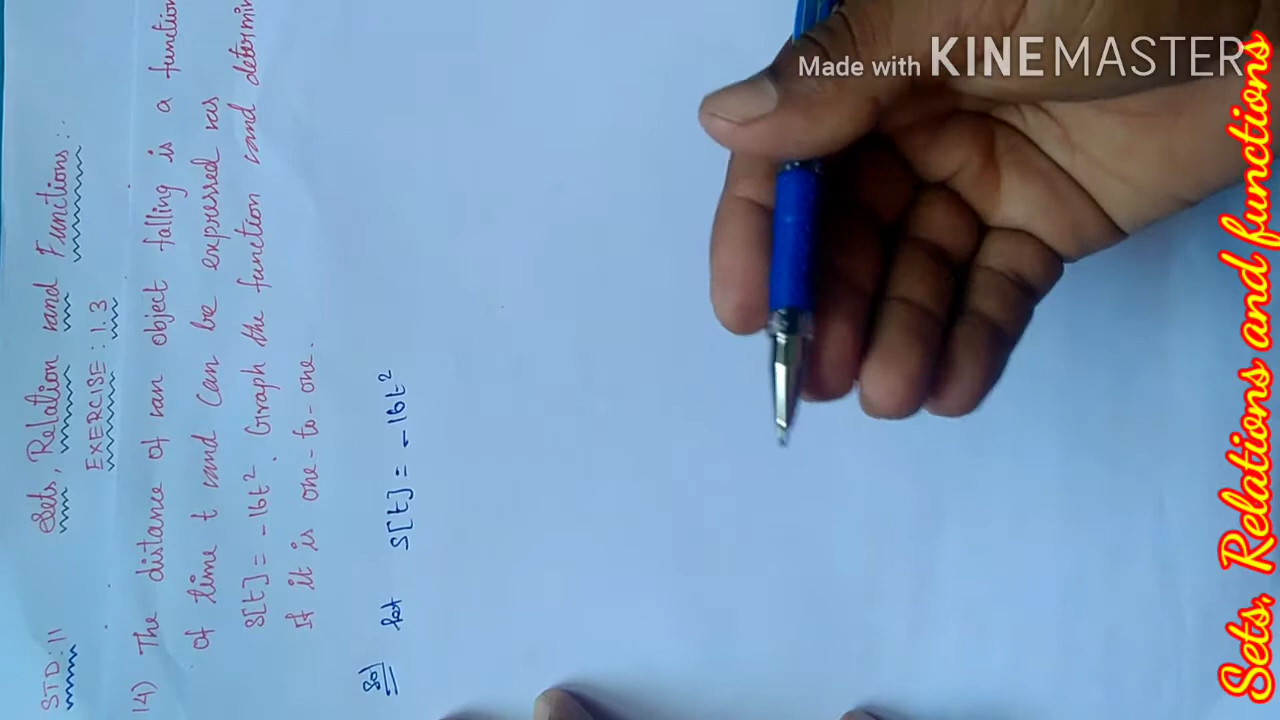 STD: 11 Sets, Relation and Functions:-
EXERCISE: 1.3
14) The distance of an object falling is a function
of time t and can be expressed as
S[t] = -16t². Graph the function and determin
If it is one-to-one.
Sol Let S[t] = -16t²
Made with KINEMASTER
Sets, Relations and functions